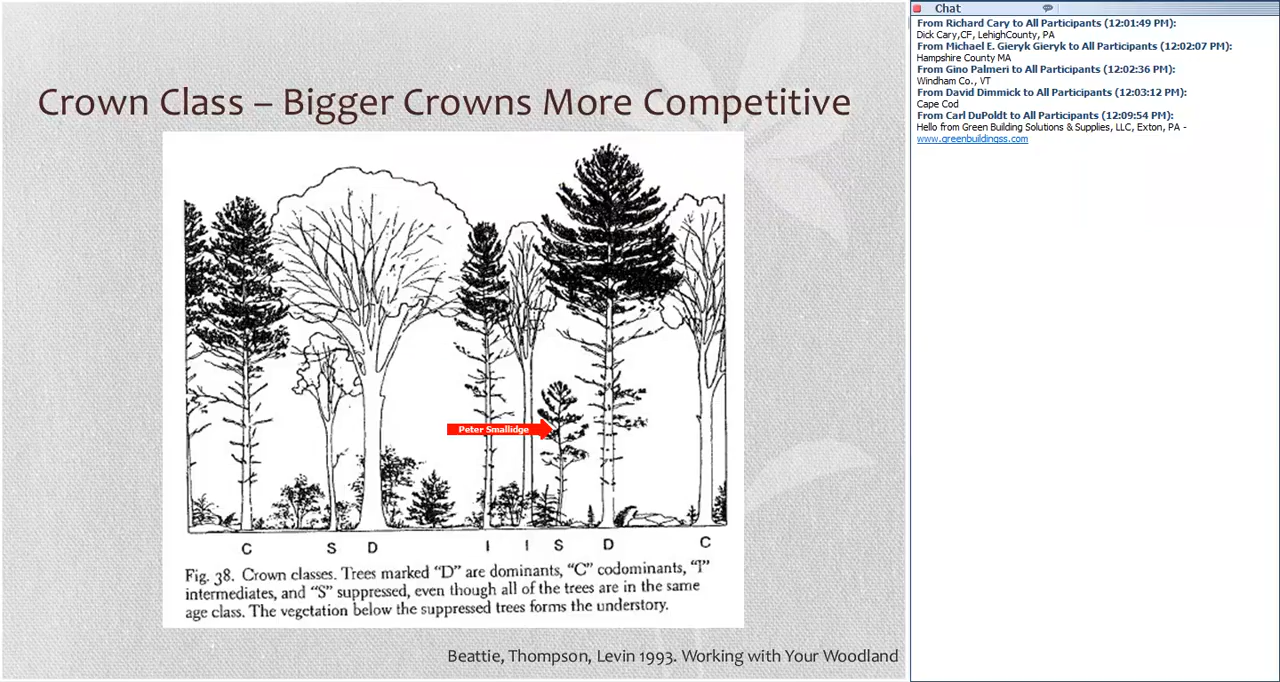 Crown Class – Bigger Crowns More Competitive
Peter Smallidge
C S D I I S D C
Fig. 38. Crown classes. Trees marked “D” are dominants, “C” codominants, “I”
intermediates, and “S” suppressed, even though all of the trees are in the same
age class. The vegetation below the suppressed trees forms the understory.
Beattie, Thompson, Levin 1993. Working with Your Woodland
Chat
From Richard Cary to All Participants (12:01:49 PM):
Dick Cary,CF, LehighCounty, PA
From Michael E. Gieryk Gieryk to All Participants (12:02:07 PM):
Hampshire County MA
From Gino Palmeri to All Participants (12:02:36 PM):
Windham Co., VT
From David Dimmick to All Participants (12:03:12 PM):
Cape Cod
From Carl DuPoldt to All Participants (12:09:54 PM):
Hello from Green Building Solutions & Supplies, LLC, Exton, PA -
www.greenbuildingss.com